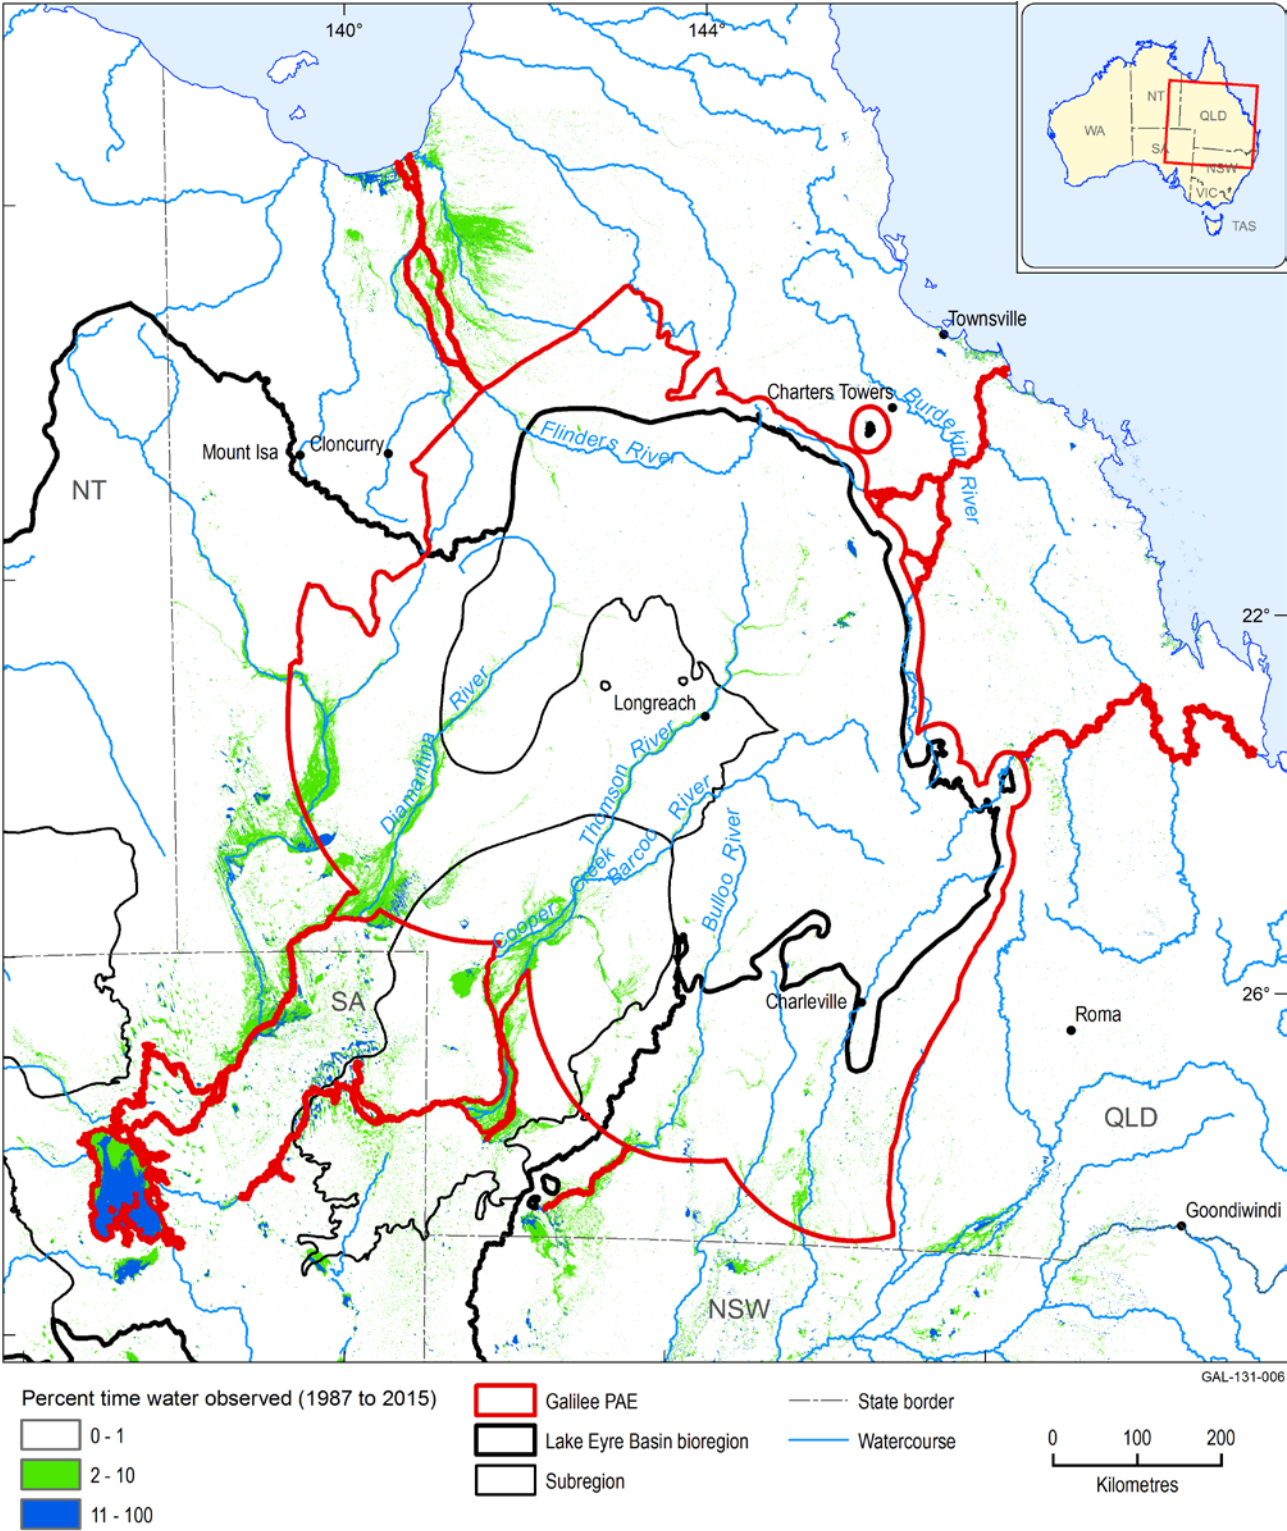 140°
144°
NT
QLD
WA
SA
NSW
VIC
TAS
Townsville
Charters Towers
Burdekin River
Flinders River
Mount Isa
Cloncurry
NT
22°
Diamantina River
Longreach
Thomson River
Barcoo River
Cooper Creek
Bulloo River
SA
Charleville
26°
Roma
QLD
Goondiwindi
NSW
GAL-131-006
Percent time water observed (1987 to 2015)
0 - 1
2 - 10
11 - 100
Galilee PAE
Lake Eyre Basin bioregion
Subregion
State border
Watercourse
0 100 200
Kilometres